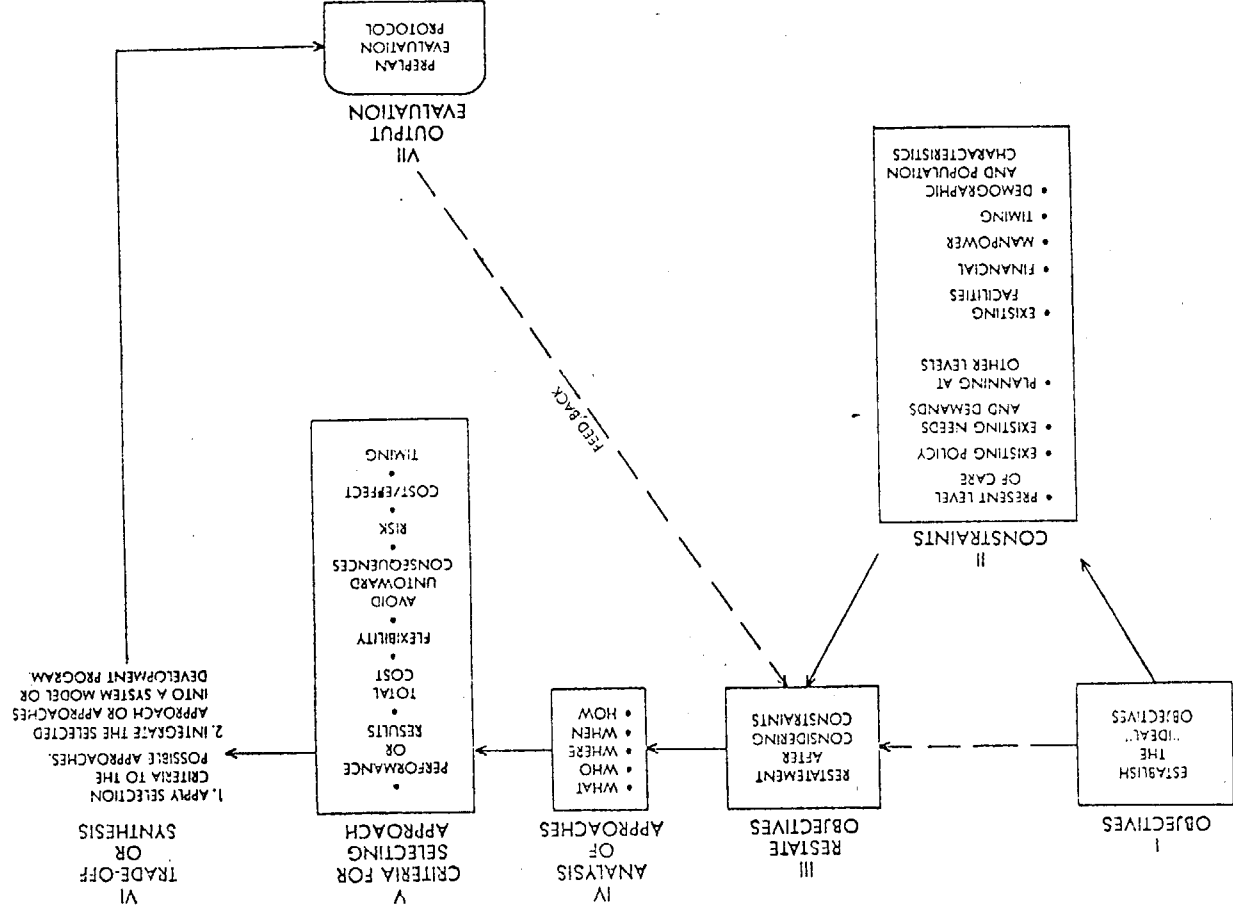 I
OBJECTIVES
ESTABLISH
THE
"IDEAL"
OBJECTIVES
II
CONSTRAINTS
• PRESENT LEVEL
OF CARE
• EXISTING POLICY
• EXISTING NEEDS
AND DEMANDS
• PLANNING AT
OTHER LEVELS
• EXISTING
FACILITIES
• FINANCIAL
• MANPOWER
• TIMING
• DEMOGRAPHIC
AND POPULATION
CHARACTERISTICS
III
RESTATE
OBJECTIVES
RESTATEMENT
AFTER
CONSIDERING
CONSTRAINTS
IV
ANALYSIS
OF
APPROACHES
• WHAT
• WHO
• WHERE
• WHEN
• HOW
V
CRITERIA FOR
SELECTING
APPROACH
•
PERFORMANCE
OR
RESULTS
•
TOTAL
COST
•
FLEXIBILITY
•
AVOID
UNTOWARD
CONSEQUENCES
•
RISK
•
COST/EFFECT
•
TIMING
VI
TRADE-OFF
OR
SYNTHESIS
1. APPLY SELECTION
CRITERIA TO THE
POSSIBLE APPROACHES.
2. INTEGRATE THE SELECTED
APPROACH OR APPROACHES
INTO A SYSTEM MODEL OR
DEVELOPMENT PROGRAM.
FEED,BACK
VII
OUTPUT
EVALUATION
PREPLAN
EVALUATION
PROTOCOL